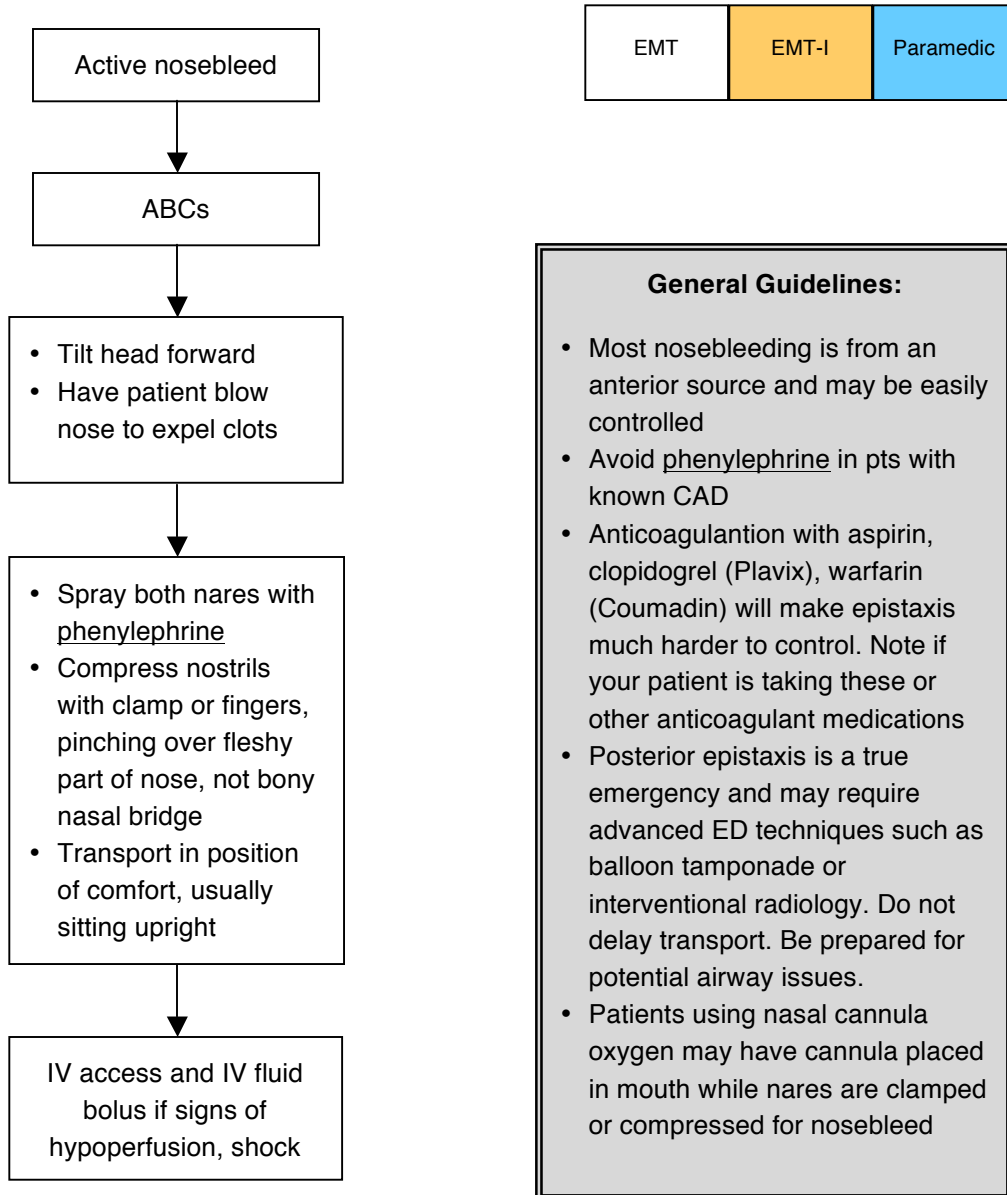 Active nosebleed
EMT
EMT-I
Paramedic
ABCs
• Tilt head forward
• Have patient blow
nose to expel clots
• Spray both nares with
phenylephrine
• Compress nostrils
with clamp or fingers,
pinching over fleshy
part of nose, not bony
nasal bridge
• Transport in position
of comfort, usually
sitting upright
IV access and IV fluid
bolus if signs of
hypoperfusion, shock
General Guidelines:
• Most nosebleeding is from an
anterior source and may be easily
controlled
• Avoid phenylephrine in pts with
known CAD
• Anticoagulantion with aspirin,
clopidogrel (Plavix), warfarin
(Coumadin) will make epistaxis
much harder to control. Note if
your patient is taking these or
other anticoagulant medications
• Posterior epistaxis is a true
emergency and may require
advanced ED techniques such as
balloon tamponade or
interventional radiology. Do not
delay transport. Be prepared for
potential airway issues.
• Patients using nasal cannula
oxygen may have cannula placed
in mouth while nares are clamped
or compressed for nosebleed